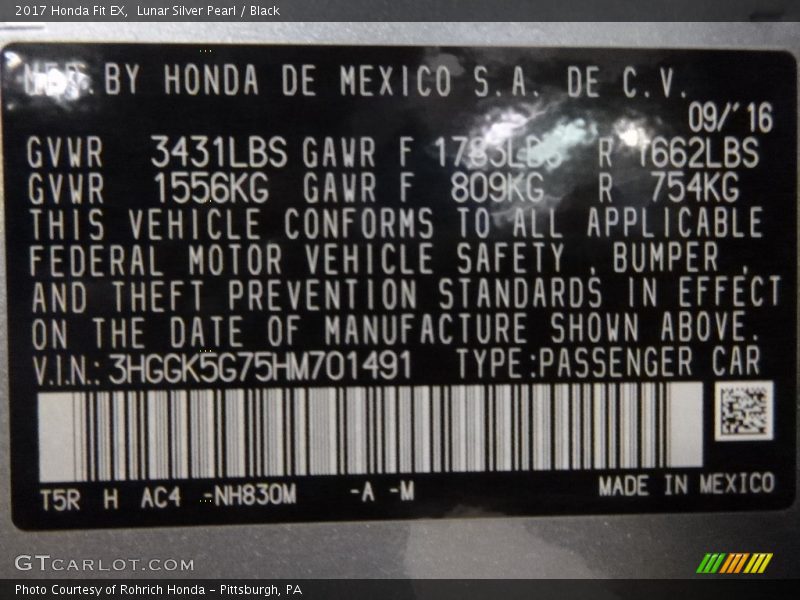 2017 Honda Fit EX,  Lunar Silver Pearl / Black
MFD. BY HONDA DE MEXICO S.A. DE C.V.
09/'16
GVWR 3431LBS GAWR F 1783LBS R 1662LBS
GVWR 1556KG GAWR F 809KG R 754KG
THIS VEHICLE CONFORMS TO ALL APPLICABLE
FEDERAL MOTOR VEHICLE SAFETY , BUMPER ,
AND THEFT PREVENTION STANDARDS IN EFFECT
ON THE DATE OF MANUFACTURE SHOWN ABOVE.
V.I.N.: 3HGGK5G75HM701491 TYPE:PASSENGER CAR
T5R H AC4 -NH830M -A -M MADE IN MEXICO
GTCARLOT.COM
Photo Courtesy of Rohrich Honda - Pittsburgh, PA